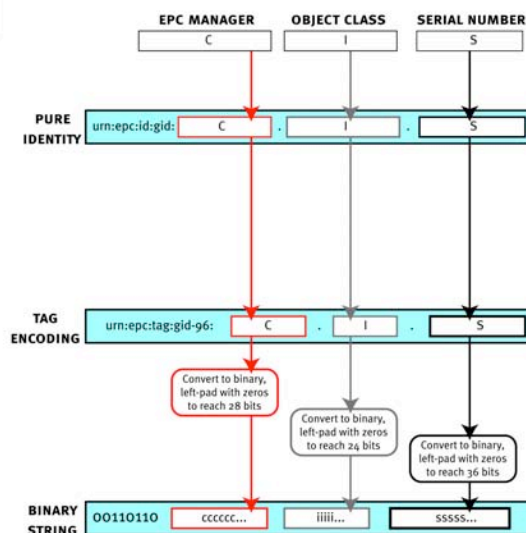 EPC MANAGER OBJECT CLASS SERIAL NUMBER
C I S
PURE
IDENTITY
urn:epc:id:gid: C . I . S
TAG
ENCODING
urn:epc:tag:gid-96: C . I . S
Convert to binary,
left-pad with zeros
to reach 28 bits
Convert to binary,
left-pad with zeros
to reach 24 bits
Convert to binary,
left-pad with zeros
to reach 36 bits
BINARY
STRING
00110110 cccccc... iiiii... sssss...